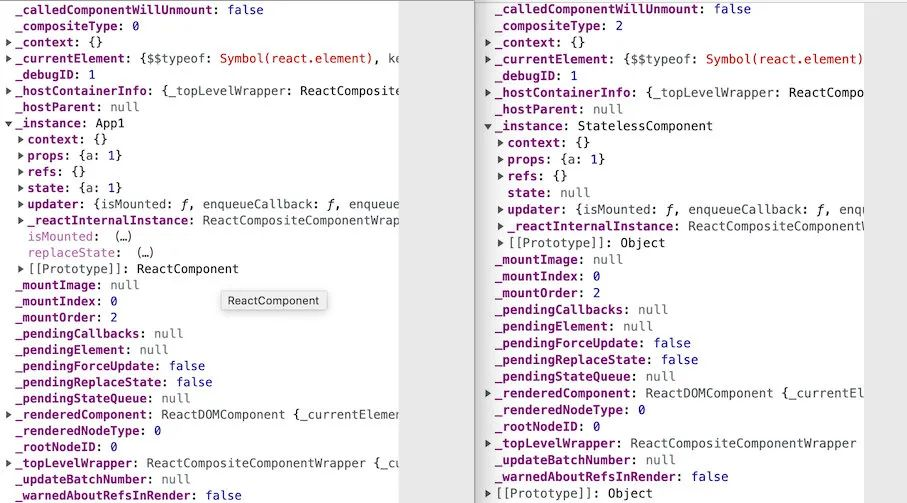 _calledComponentWillUnmount: false
_compositeType: 0
_context: {}
_currentElement: {$$typeof: Symbol(react.element), ke
_debugID: 1
_hostContainerInfo: {_topLevelWrapper: ReactComposite
_hostParent: null
_instance: App1
context: {}
props: {a: 1}
refs: {}
state: {a: 1}
updater: {isMounted: ƒ, enqueueCallback: ƒ, enqueue
_reactInternalInstance: ReactCompositeComponentWrap
isMounted: (…)
replaceState: (…)
[[Prototype]]: ReactComponent
_mountImage: null
_mountIndex: 0
ReactComponent
_mountOrder: 2
_pendingCallbacks: null
_pendingElement: null
_pendingForceUpdate: false
_pendingReplaceState: false
_pendingStateQueue: null
_renderedComponent: ReactDOMComponent {_currentElemen
_renderedNodeType: 0
_rootNodeID: 0
_topLevelWrapper: ReactCompositeComponentWrapper {_cu
_updateBatchNumber: null
_warnedAboutRefsInRender: false
_calledComponentWillUnmount: false
_compositeType: 2
_context: {}
_currentElement: {$$typeof: Symbol(react.element)
_debugID: 1
_hostContainerInfo: {_topLevelWrapper: ReactCompo
_hostParent: null
_instance: StatelessComponent
context: {}
props: {a: 1}
refs: {}
state: null
updater: {isMounted: ƒ, enqueueCallback: ƒ, enq
_reactInternalInstance: ReactCompositeComponentW
[[Prototype]]: Object
_mountImage: null
_mountIndex: 0
_mountOrder: 2
_pendingCallbacks: null
_pendingElement: null
_pendingForceUpdate: false
_pendingReplaceState: false
_pendingStateQueue: null
_renderedComponent: ReactDOMComponent {_currentEl
_renderedNodeType: 0
_rootNodeID: 0
_topLevelWrapper: ReactCompositeComponentWrapper
_updateBatchNumber: null
_warnedAboutRefsInRender: false
[[Prototype]]: Object